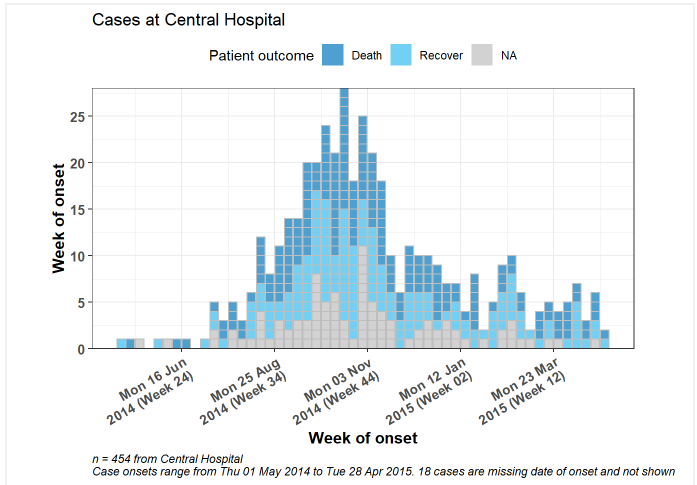 Cases at Central Hospital
Patient outcome Death Recover NA
Week of onset
25
20
15
10
5
0
Mon 16 Jun
2014 (Week 24)
Mon 25 Aug
2014 (Week 34)
Mon 03 Nov
2014 (Week 44)
Mon 12 Jan
2015 (Week 02)
Mon 23 Mar
2015 (Week 12)
Week of onset
n = 454 from Central Hospital
Case onsets range from Thu 01 May 2014 to Tue 28 Apr 2015. 18 cases are missing date of onset and not shown